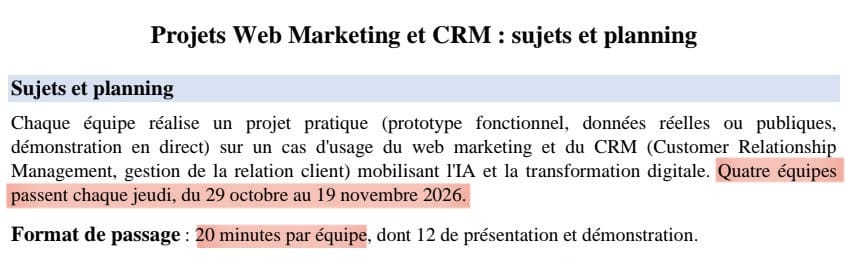 Projets Web Marketing et CRM : sujets et planning
Sujets et planning
Chaque équipe réalise un projet pratique (prototype fonctionnel, données réelles ou publiques,
démonstration en direct) sur un cas d'usage du web marketing et du CRM (Customer Relationship
Management, gestion de la relation client) mobilisant l'IA et la transformation digitale. Quatre équipes
passent chaque jeudi, du 29 octobre au 19 novembre 2026.
Format de passage : 20 minutes par équipe, dont 12 de présentation et démonstration.